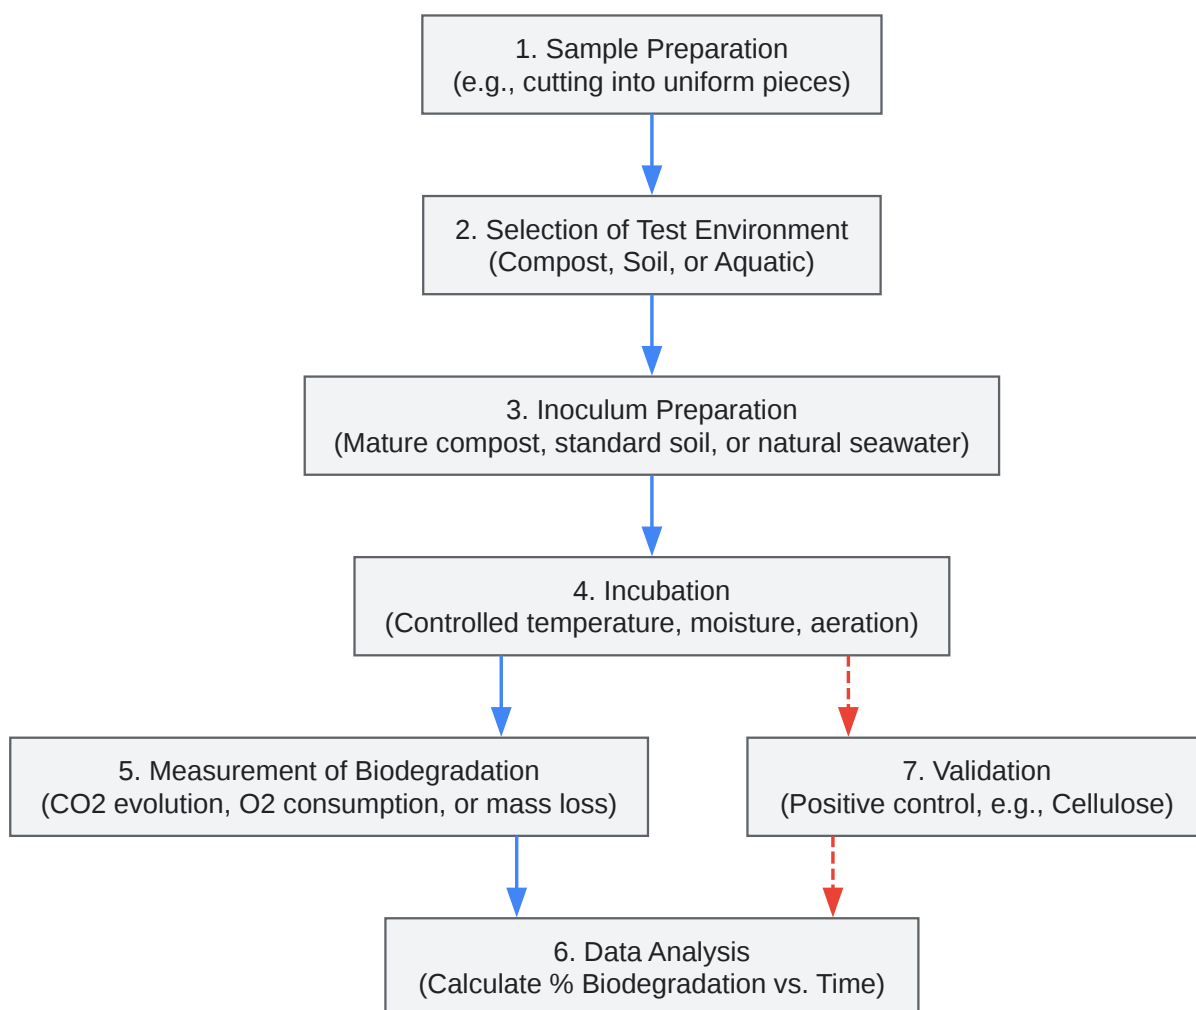 1. Sample Preparation
(e.g., cutting into uniform pieces)
2. Selection of Test Environment
(Compost, Soil, or Aquatic)
3. Inoculum Preparation
(Mature compost, standard soil, or natural seawater)
4. Incubation
(Controlled temperature, moisture, aeration)
5. Measurement of Biodegradation
(CO2 evolution, O2 consumption, or mass loss)
7. Validation
(Positive control, e.g., Cellulose)
6. Data Analysis
(Calculate % Biodegradation vs. Time)